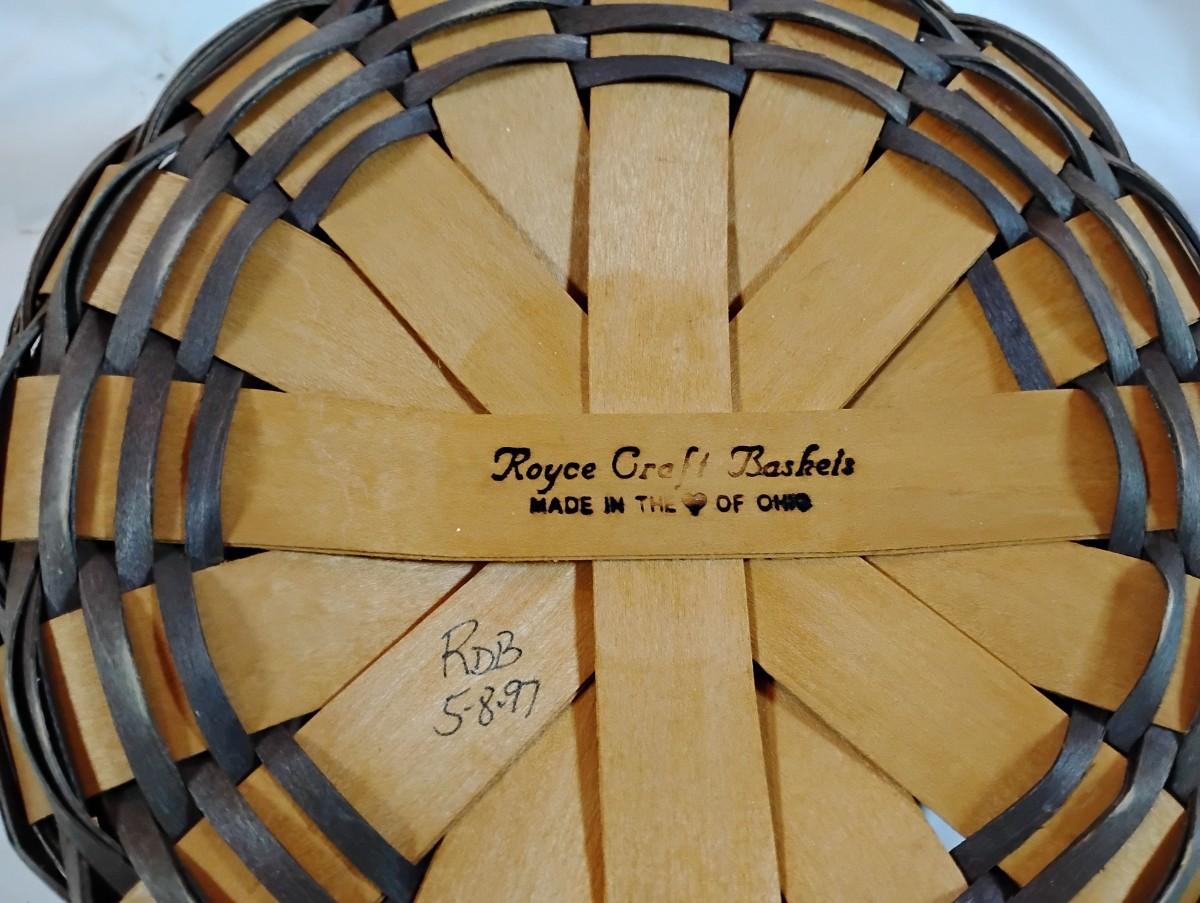 Royce Craft Baskets
MADE IN THE ♥ OF OHIO
RDB
5-8-97